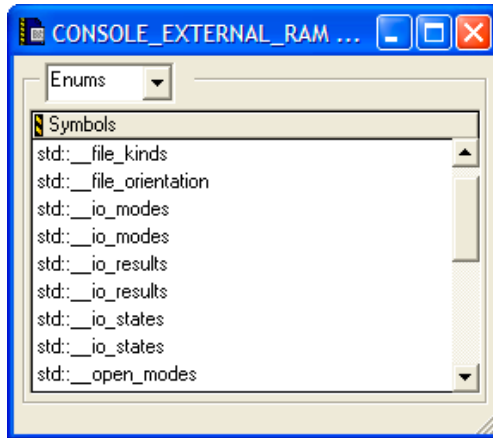 CONSOLE_EXTERNAL_RAM ...
Enums
Symbols
std::__file_kinds
std::__file_orientation
std::__io_modes
std::__io_modes
std::__io_results
std::__io_results
std::__io_states
std::__io_states
std::__open_modes